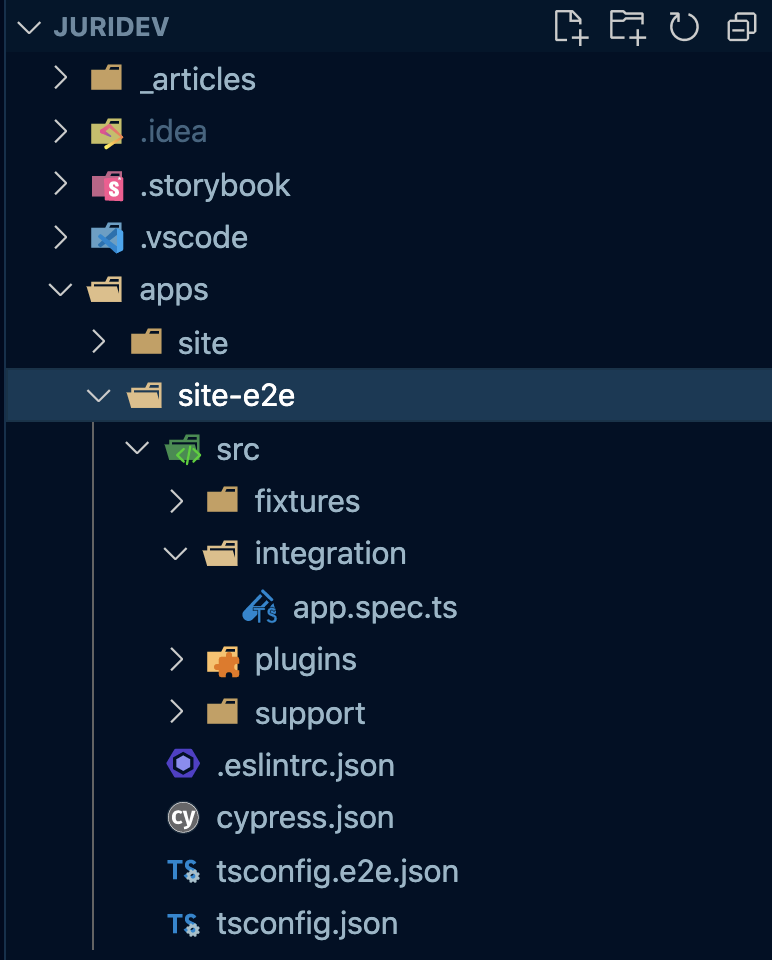 JURIDEV
_articles
.idea
.storybook
.vscode
apps
site
site-e2e
src
fixtures
integration
app.spec.ts
plugins
support
.eslintrc.json
cypress.json
tsconfig.e2e.json
tsconfig.json